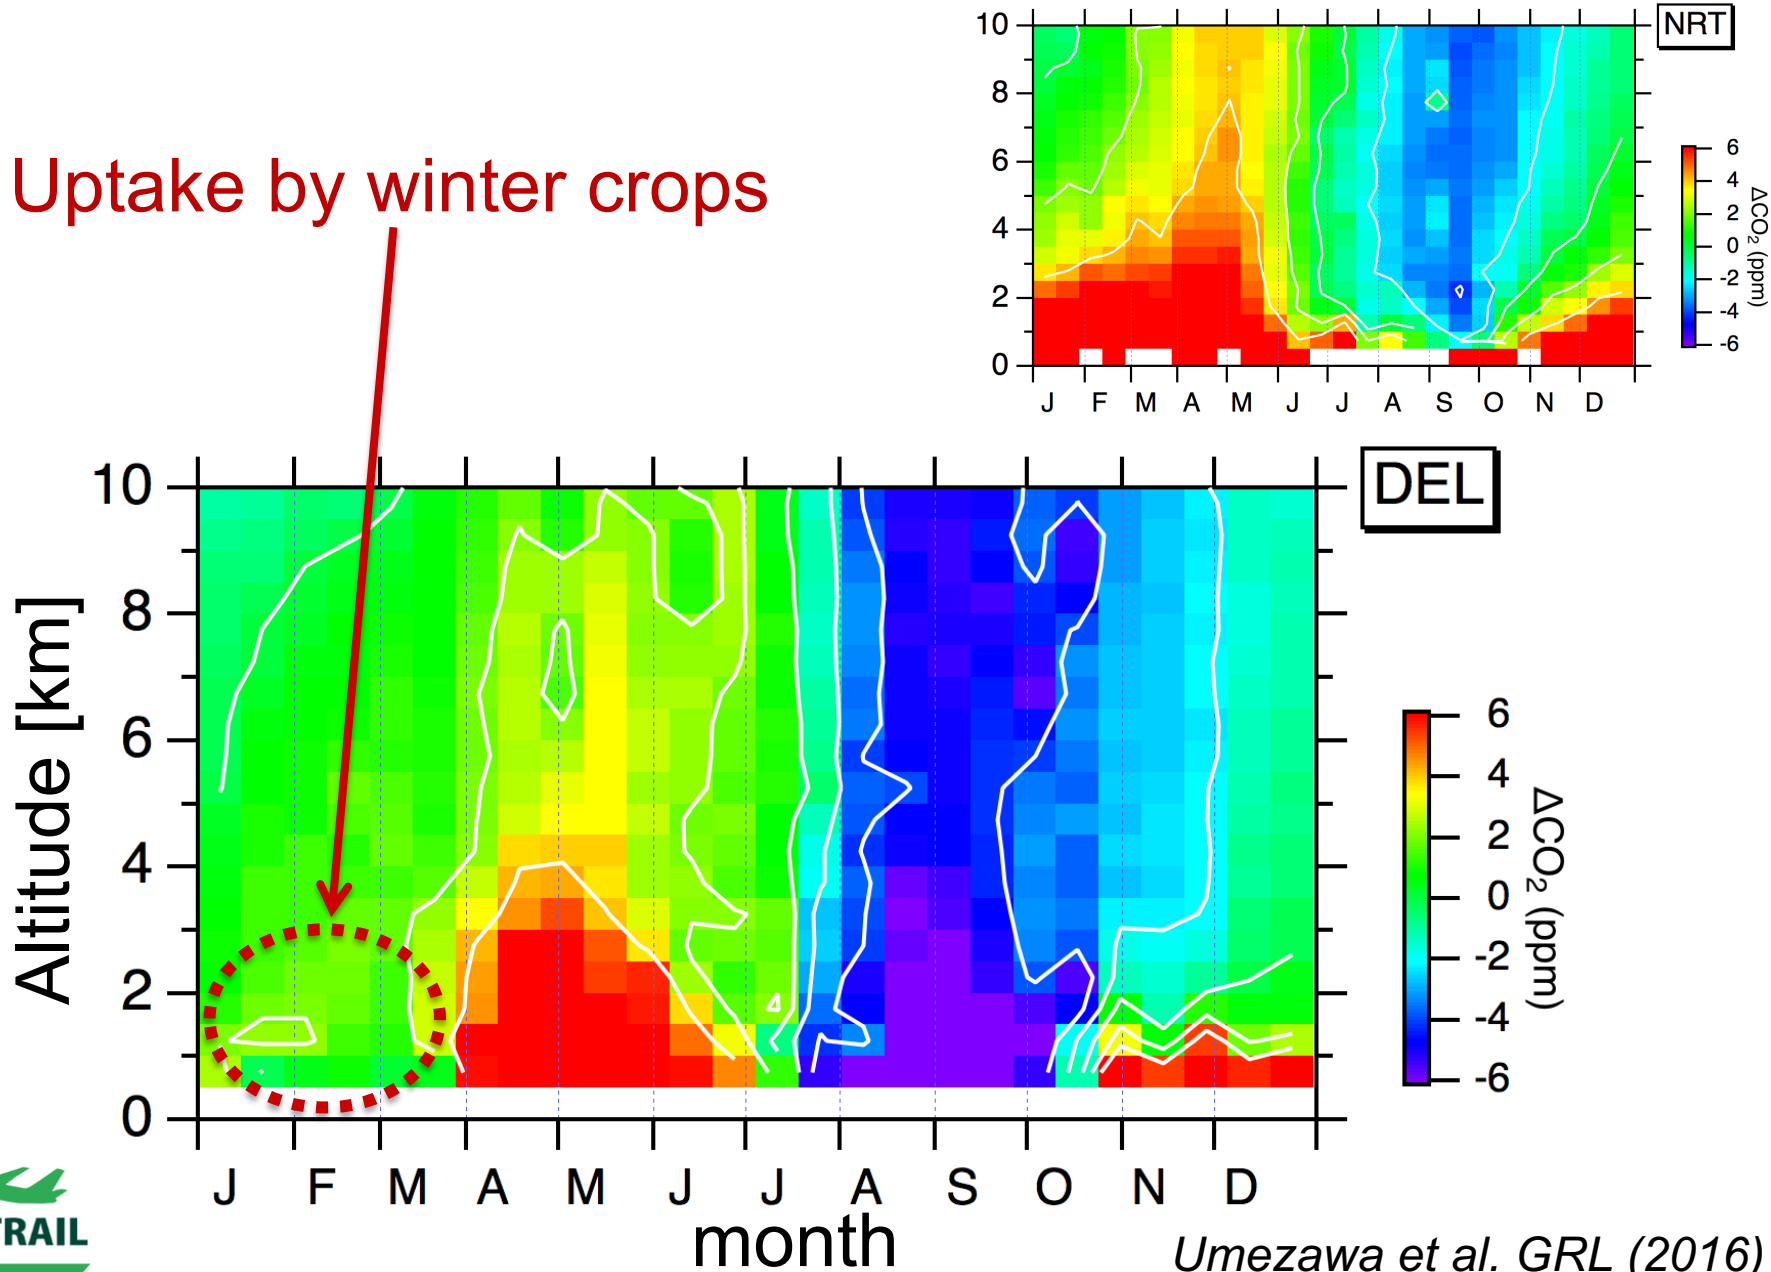 NRT
10
8
6
4
2
0
J F M A M J J A S O N D
6
4
2
0
-2
-4
-6
ΔCO₂ (ppm)
Uptake by winter crops
DEL
10
8
6
4
2
0
Altitude [km]
J F M A M J J A S O N D
month
6
4
2
0
-2
-4
-6
ΔCO₂ (ppm)
TRAIL
Umezawa et al. GRL (2016)